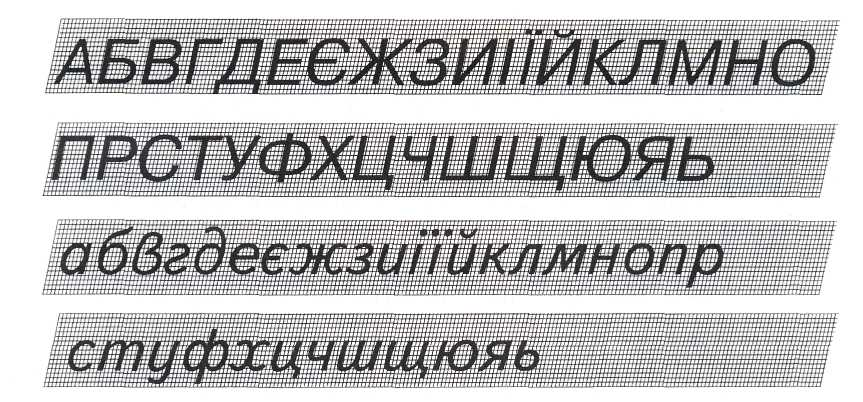 АБВГДЕЄЖЗИІЇЙКЛМНО
ПРСТУФХЦЧШЩЮЯЬ
абвгдеєжзиіїйклмнопр
стуфхцчшщюяь